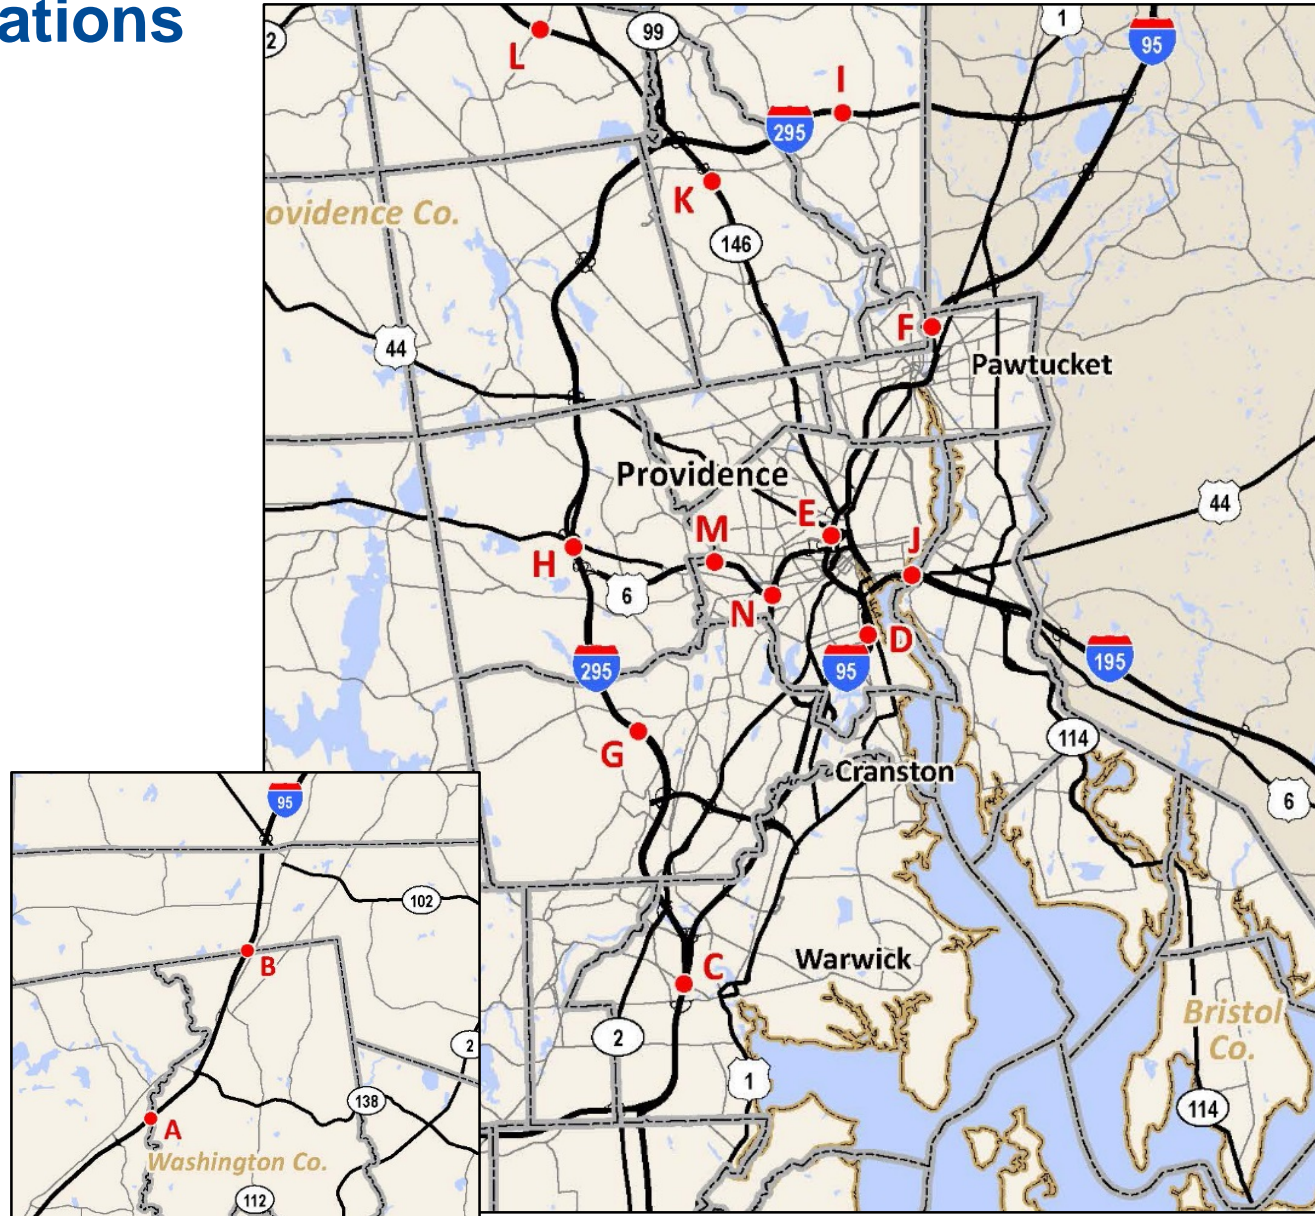 ations
2
99
1
95
L
I
295
K
ovidence Co.
146
44
F
Pawtucket
Providence
44
E
M
J
H
6
N
D
295
95
195
G
114
Cranston
6
95
102
B
C
Warwick
Bristol
Co.
2
2
1
138
114
A
Washington Co.
112